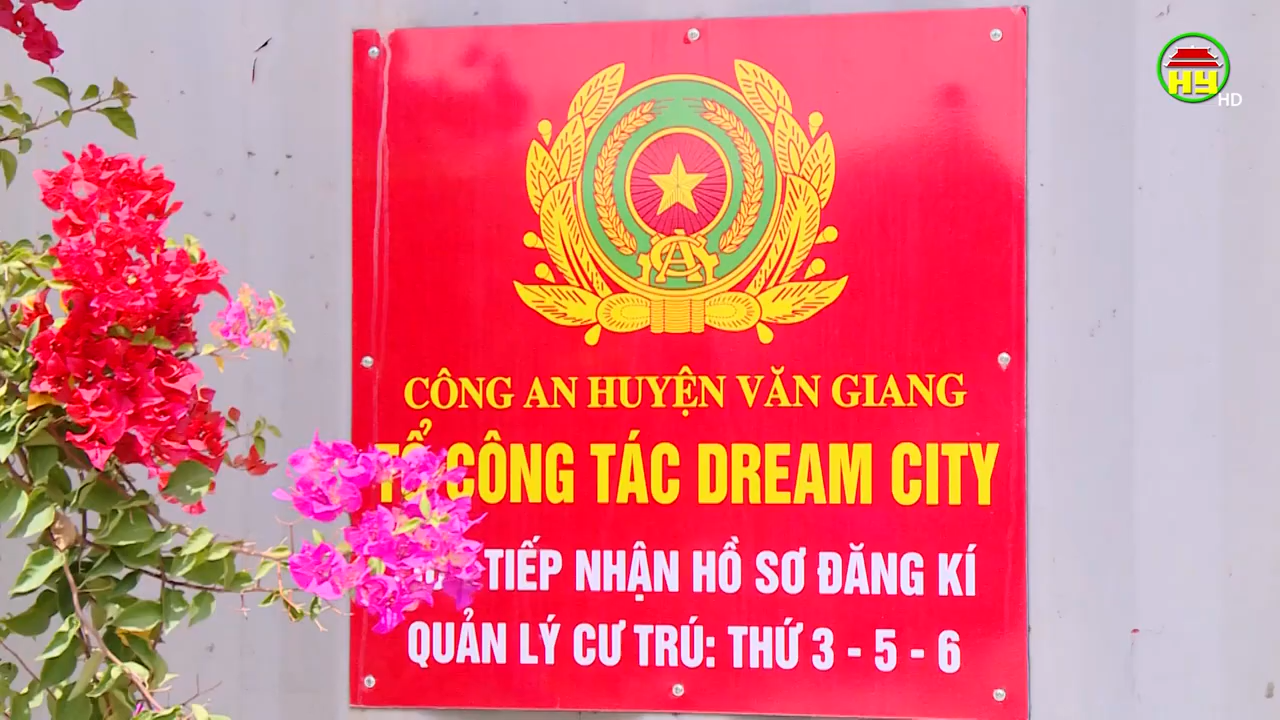 HY HD
CÔNG AN HUYỆN VĂN GIANG
TỔ CÔNG TÁC DREAM CITY
TIẾP NHẬN HỒ SƠ ĐĂNG KÍ
QUẢN LÝ CƯ TRÚ: THỨ 3 - 5 - 6